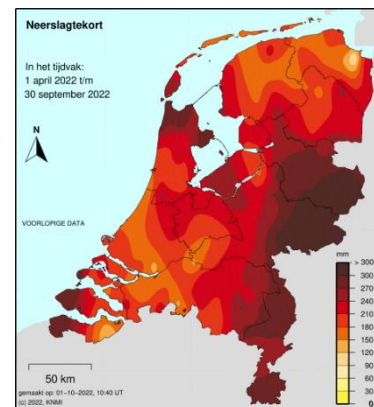 Neerslagtekort
In het tijdvak:
1 april 2022 t/m
30 september 2022
N
VOORLOPIGE DATA
mm
> 300
300
270
240
210
180
150
120
90
60
30
0
50 km
gemaakt op: 01-10-2022, 10:40 UT
(c) 2022, KNMI